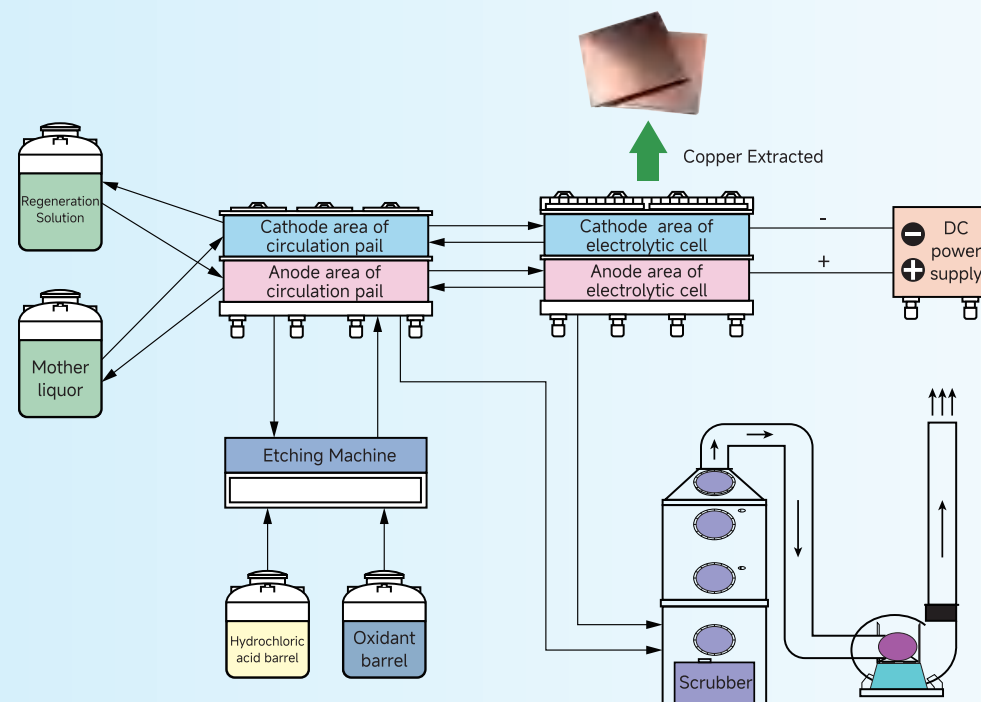 Copper Extracted
Regeneration
Solution
Cathode area of
circulation pail
Anode area of
circulation pail
Cathode area of
electrolytic cell
Anode area of
electrolytic cell
-
+
DC
power
supply
Mother
liquor
Etching Machine
Hydrochloric
acid barrel
Oxidant
barrel
Scrubber